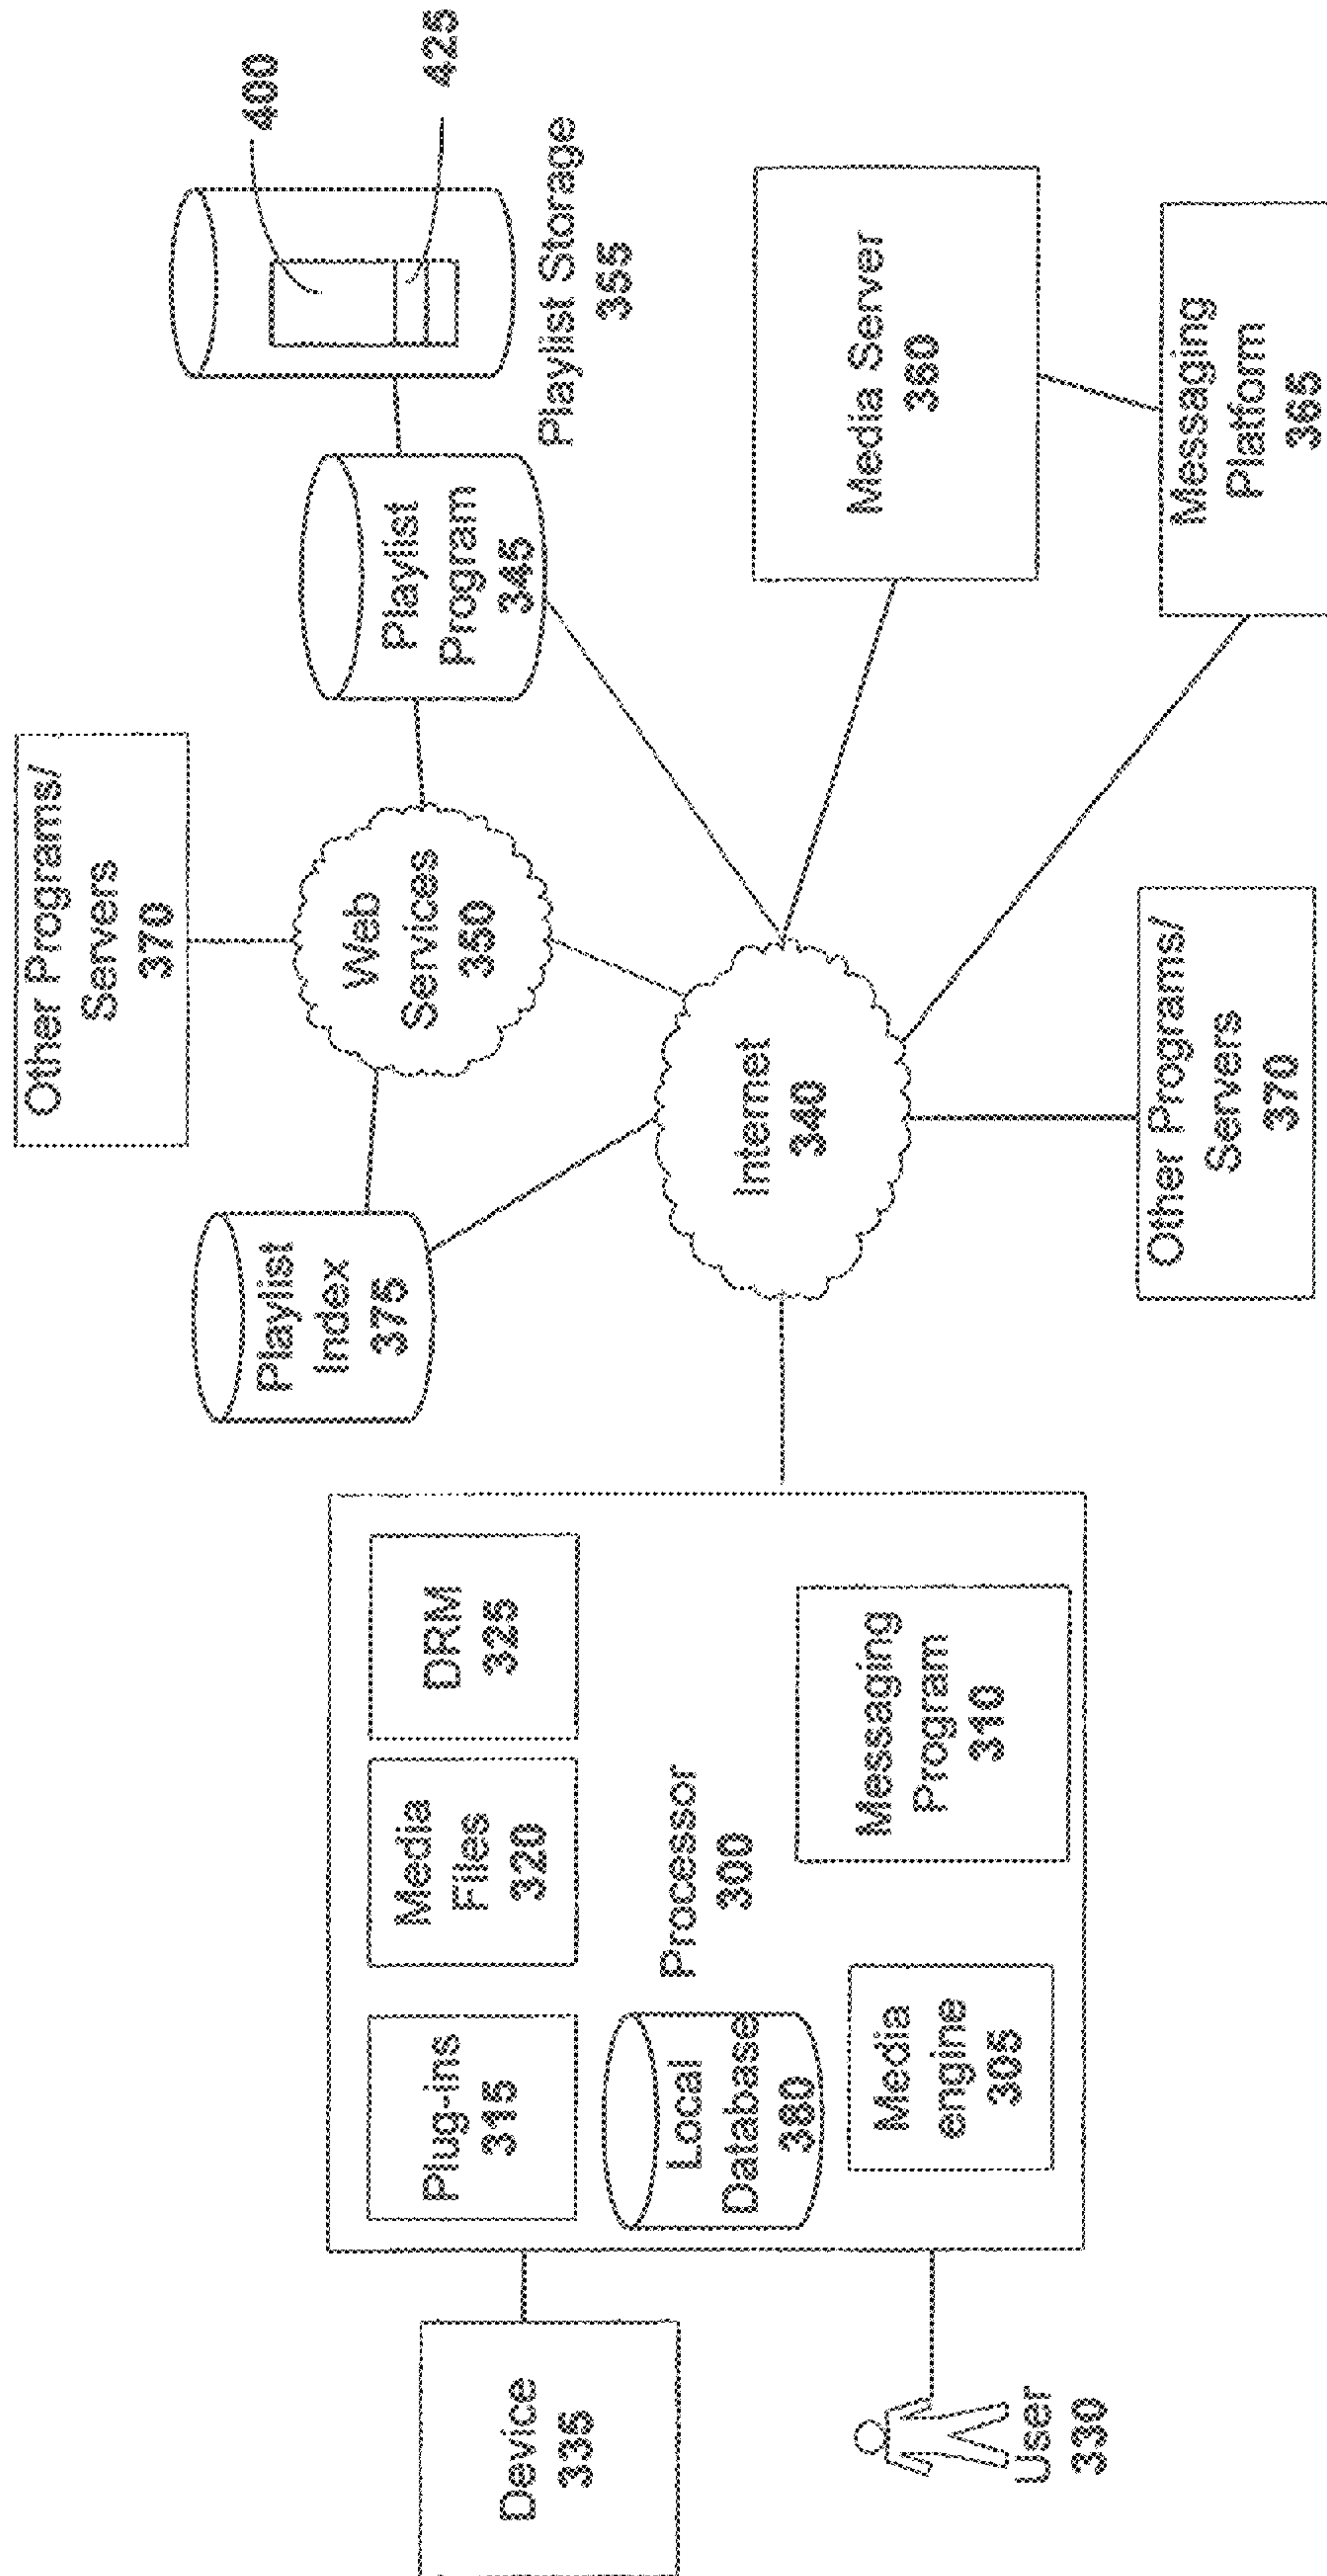 Device
335
User
330
Plug-ins
315
Media
Files
320
DRM
325
Local
Database
380
Processor
300
Media
engine
305
Messaging
Program
310
Playlist
Index
375
Other Programs/
Servers
370
Web
Services
350
Internet
340
Other Programs/
Servers
370
Playlist
Program
345
400
425
Playlist Storage
355
Media Server
360
Messaging
Platform
365